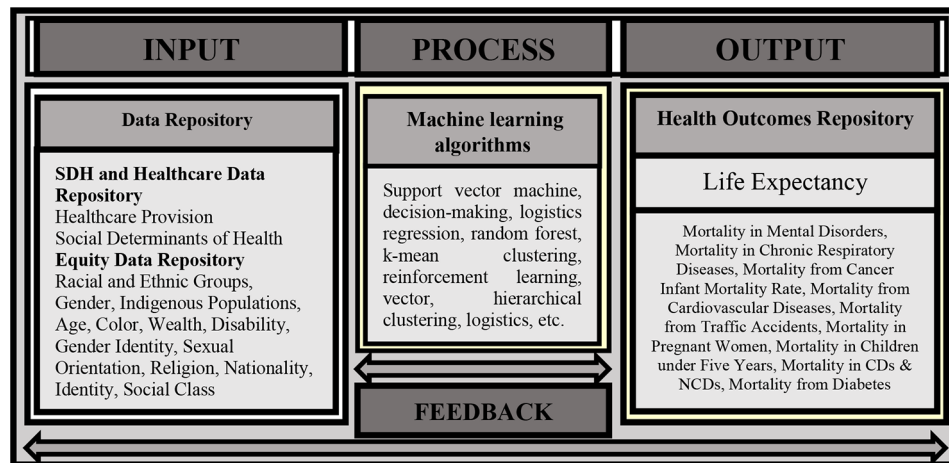 INPUT
Data Repository
SDH and Healthcare Data
Repository
Healthcare Provision
Social Determinants of Health
Equity Data Repository
Racial and Ethnic Groups,
Gender, Indigenous Populations,
Age, Color, Wealth, Disability,
Gender Identity, Sexual
Orientation, Religion, Nationality,
Identity, Social Class
PROCESS
Machine learning
algorithms
Support vector machine,
decision-making, logistics
regression, random forest,
k-mean clustering,
reinforcement learning,
vector, hierarchical
clustering, logistics, etc.
FEEDBACK
OUTPUT
Health Outcomes Repository
Life Expectancy
Mortality in Mental Disorders,
Mortality in Chronic Respiratory
Diseases, Mortality from Cancer
Infant Mortality Rate, Mortality from
Cardiovascular Diseases, Mortality
from Traffic Accidents, Mortality in
Pregnant Women, Mortality in Children
under Five Years, Mortality in CDs &
NCDs, Mortality from Diabetes